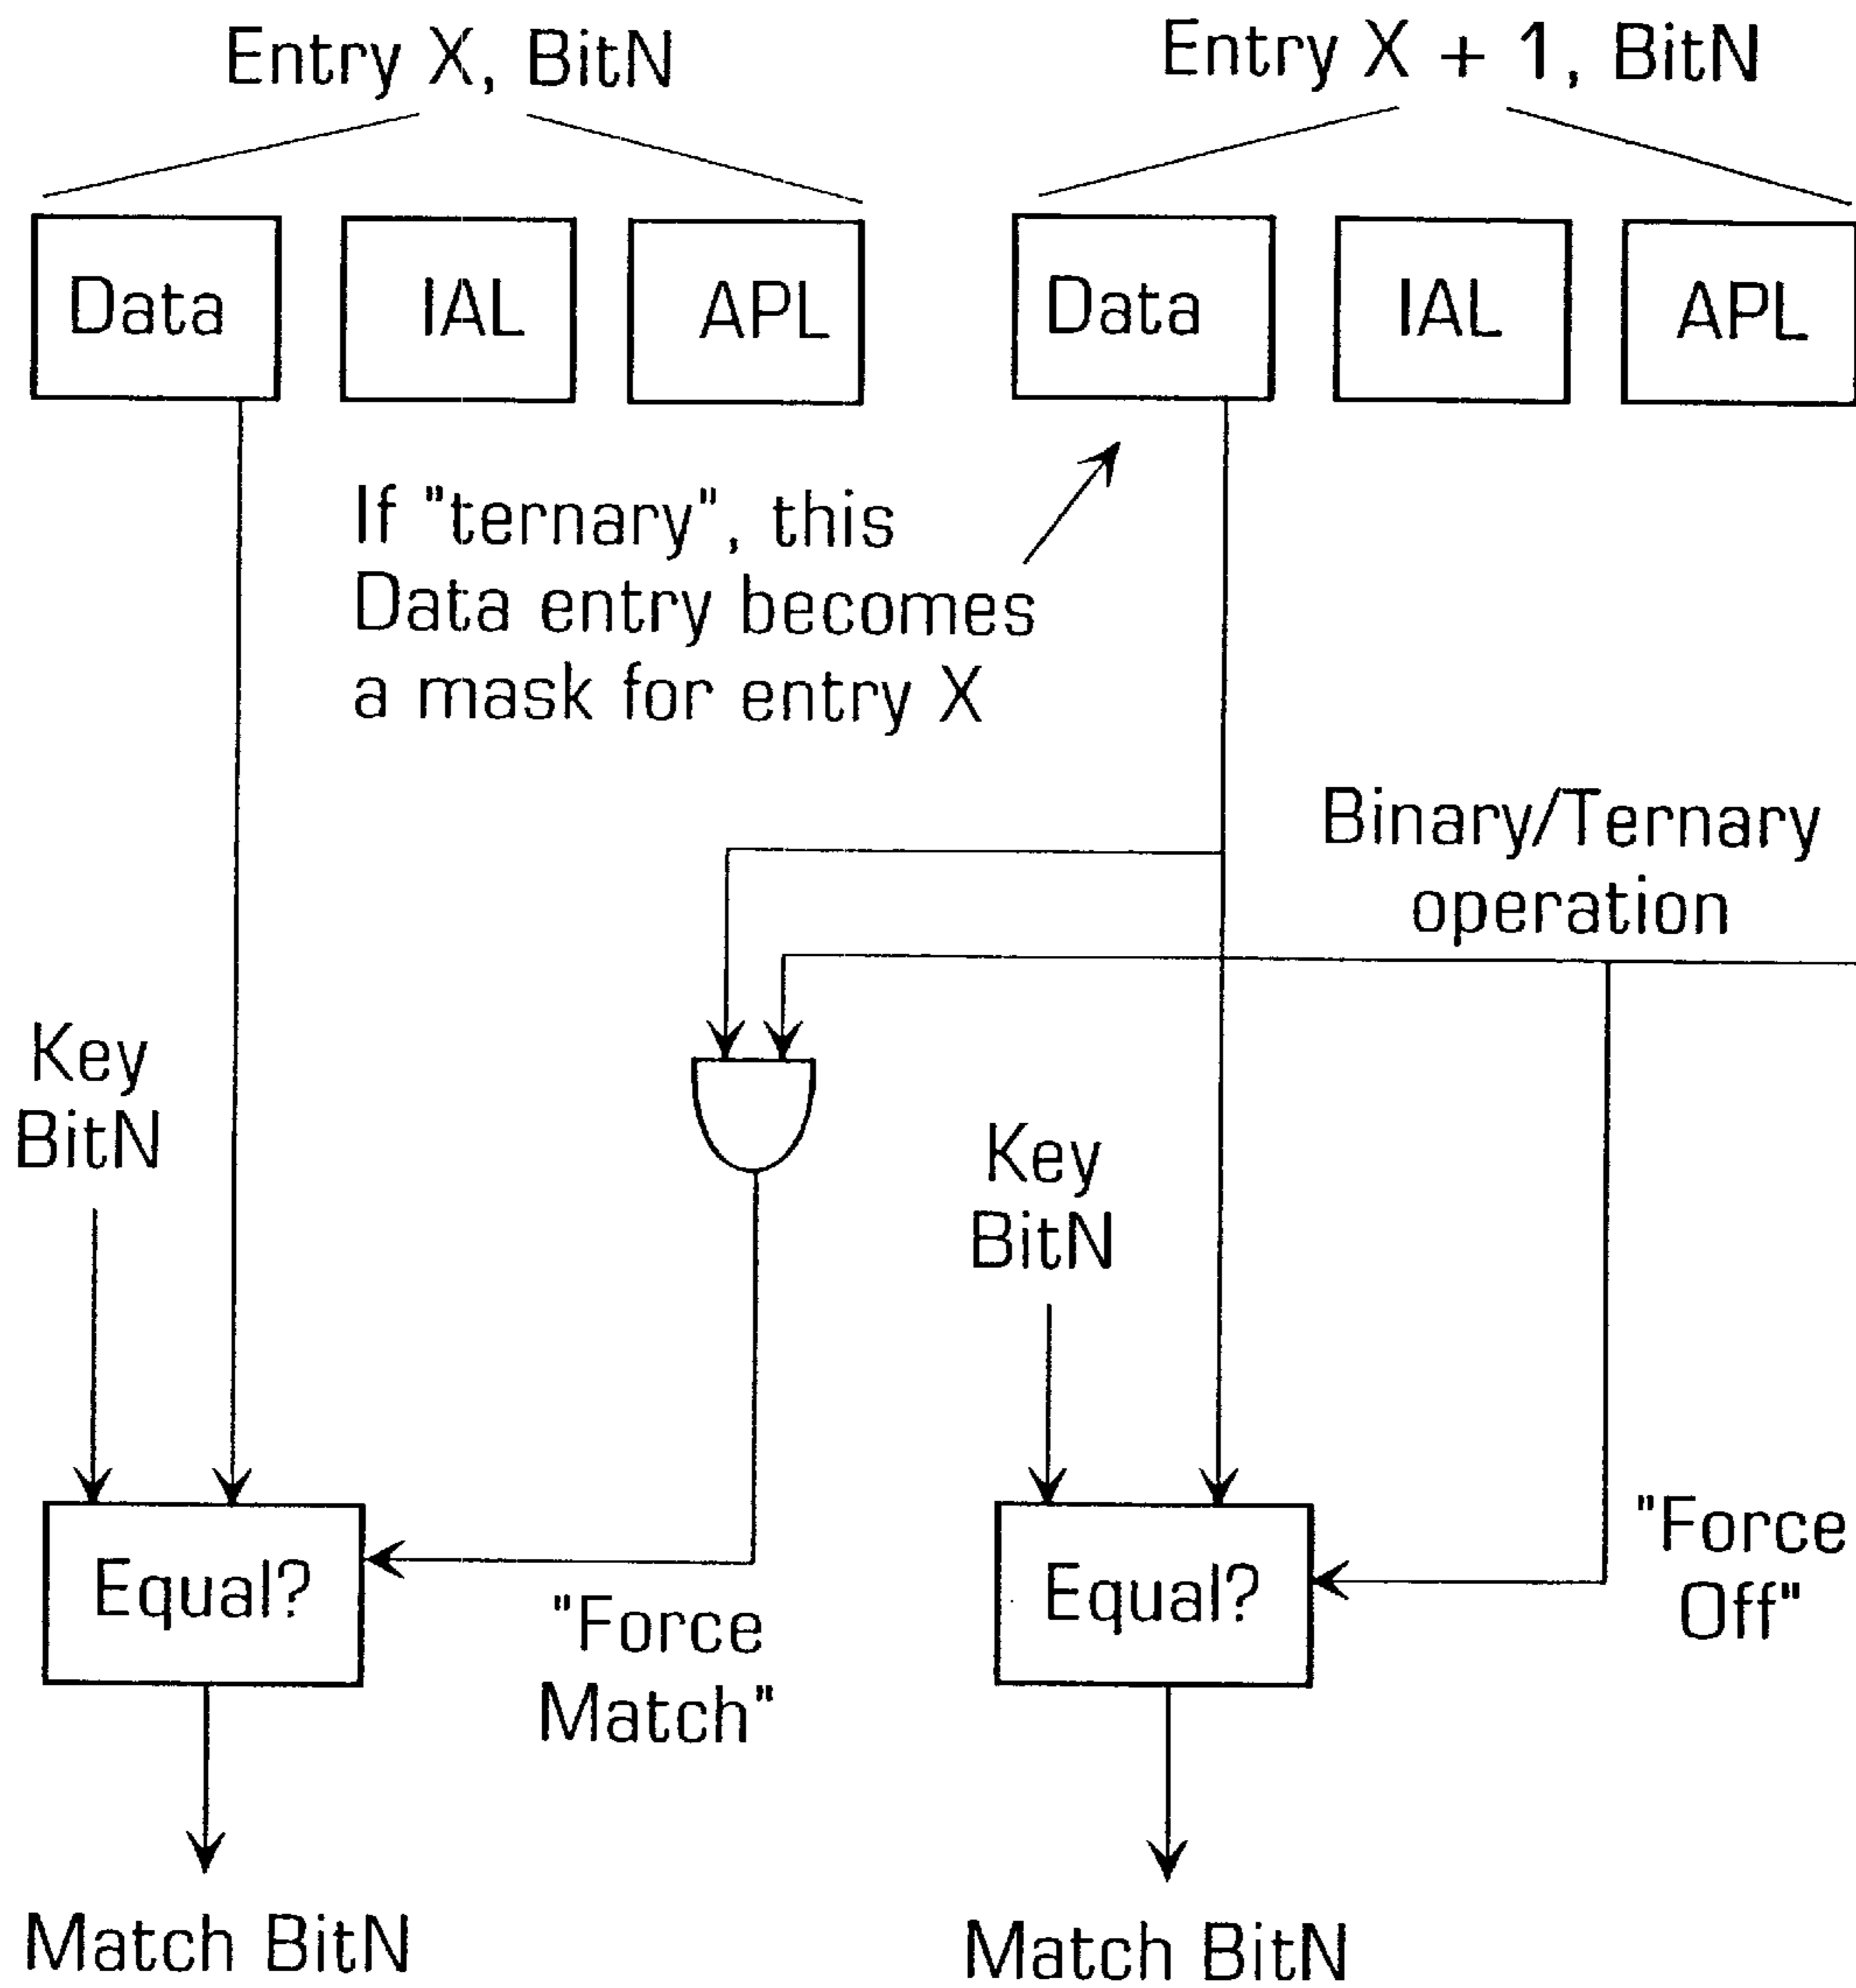 Entry X, BitN
Entry X + 1, BitN
Data
IAL
APL
Data
IAL
APL
If "ternary", this
Data entry becomes
a mask for entry X
Binary/Ternary
operation
Key
BitN
Key
BitN
Equal?
"Force
Match"
Equal?
"Force
Off"
Match BitN
Match BitN